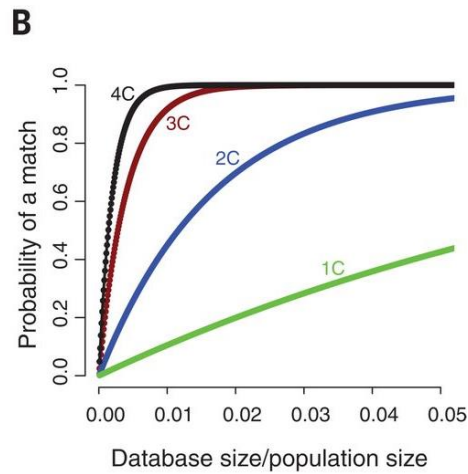 B
Probability of a match
1.0
0.8
0.6
0.4
0.2
0.0
4C
3C
2C
1C
0.00 0.01 0.02 0.03 0.04 0.05
Database size/population size